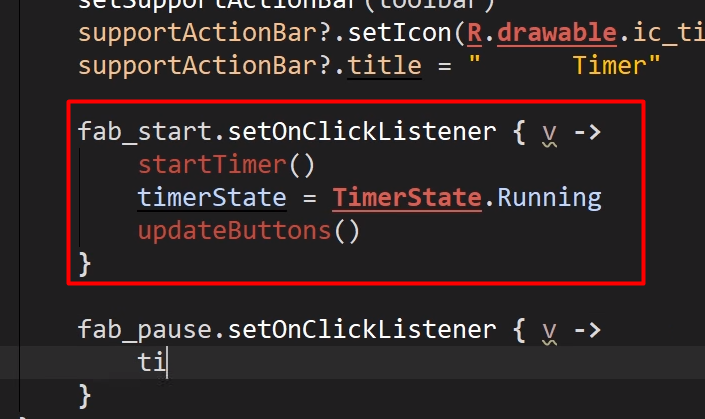 setSupportActionBar(toolbar)
supportActionBar?.setIcon(R.drawable.ic_ti
supportActionBar?.title = "      Timer"
fab_start.setOnClickListener { v ->
startTimer()
timerState = TimerState.Running
updateButtons()
}
fab_pause.setOnClickListener { v ->
ti
}